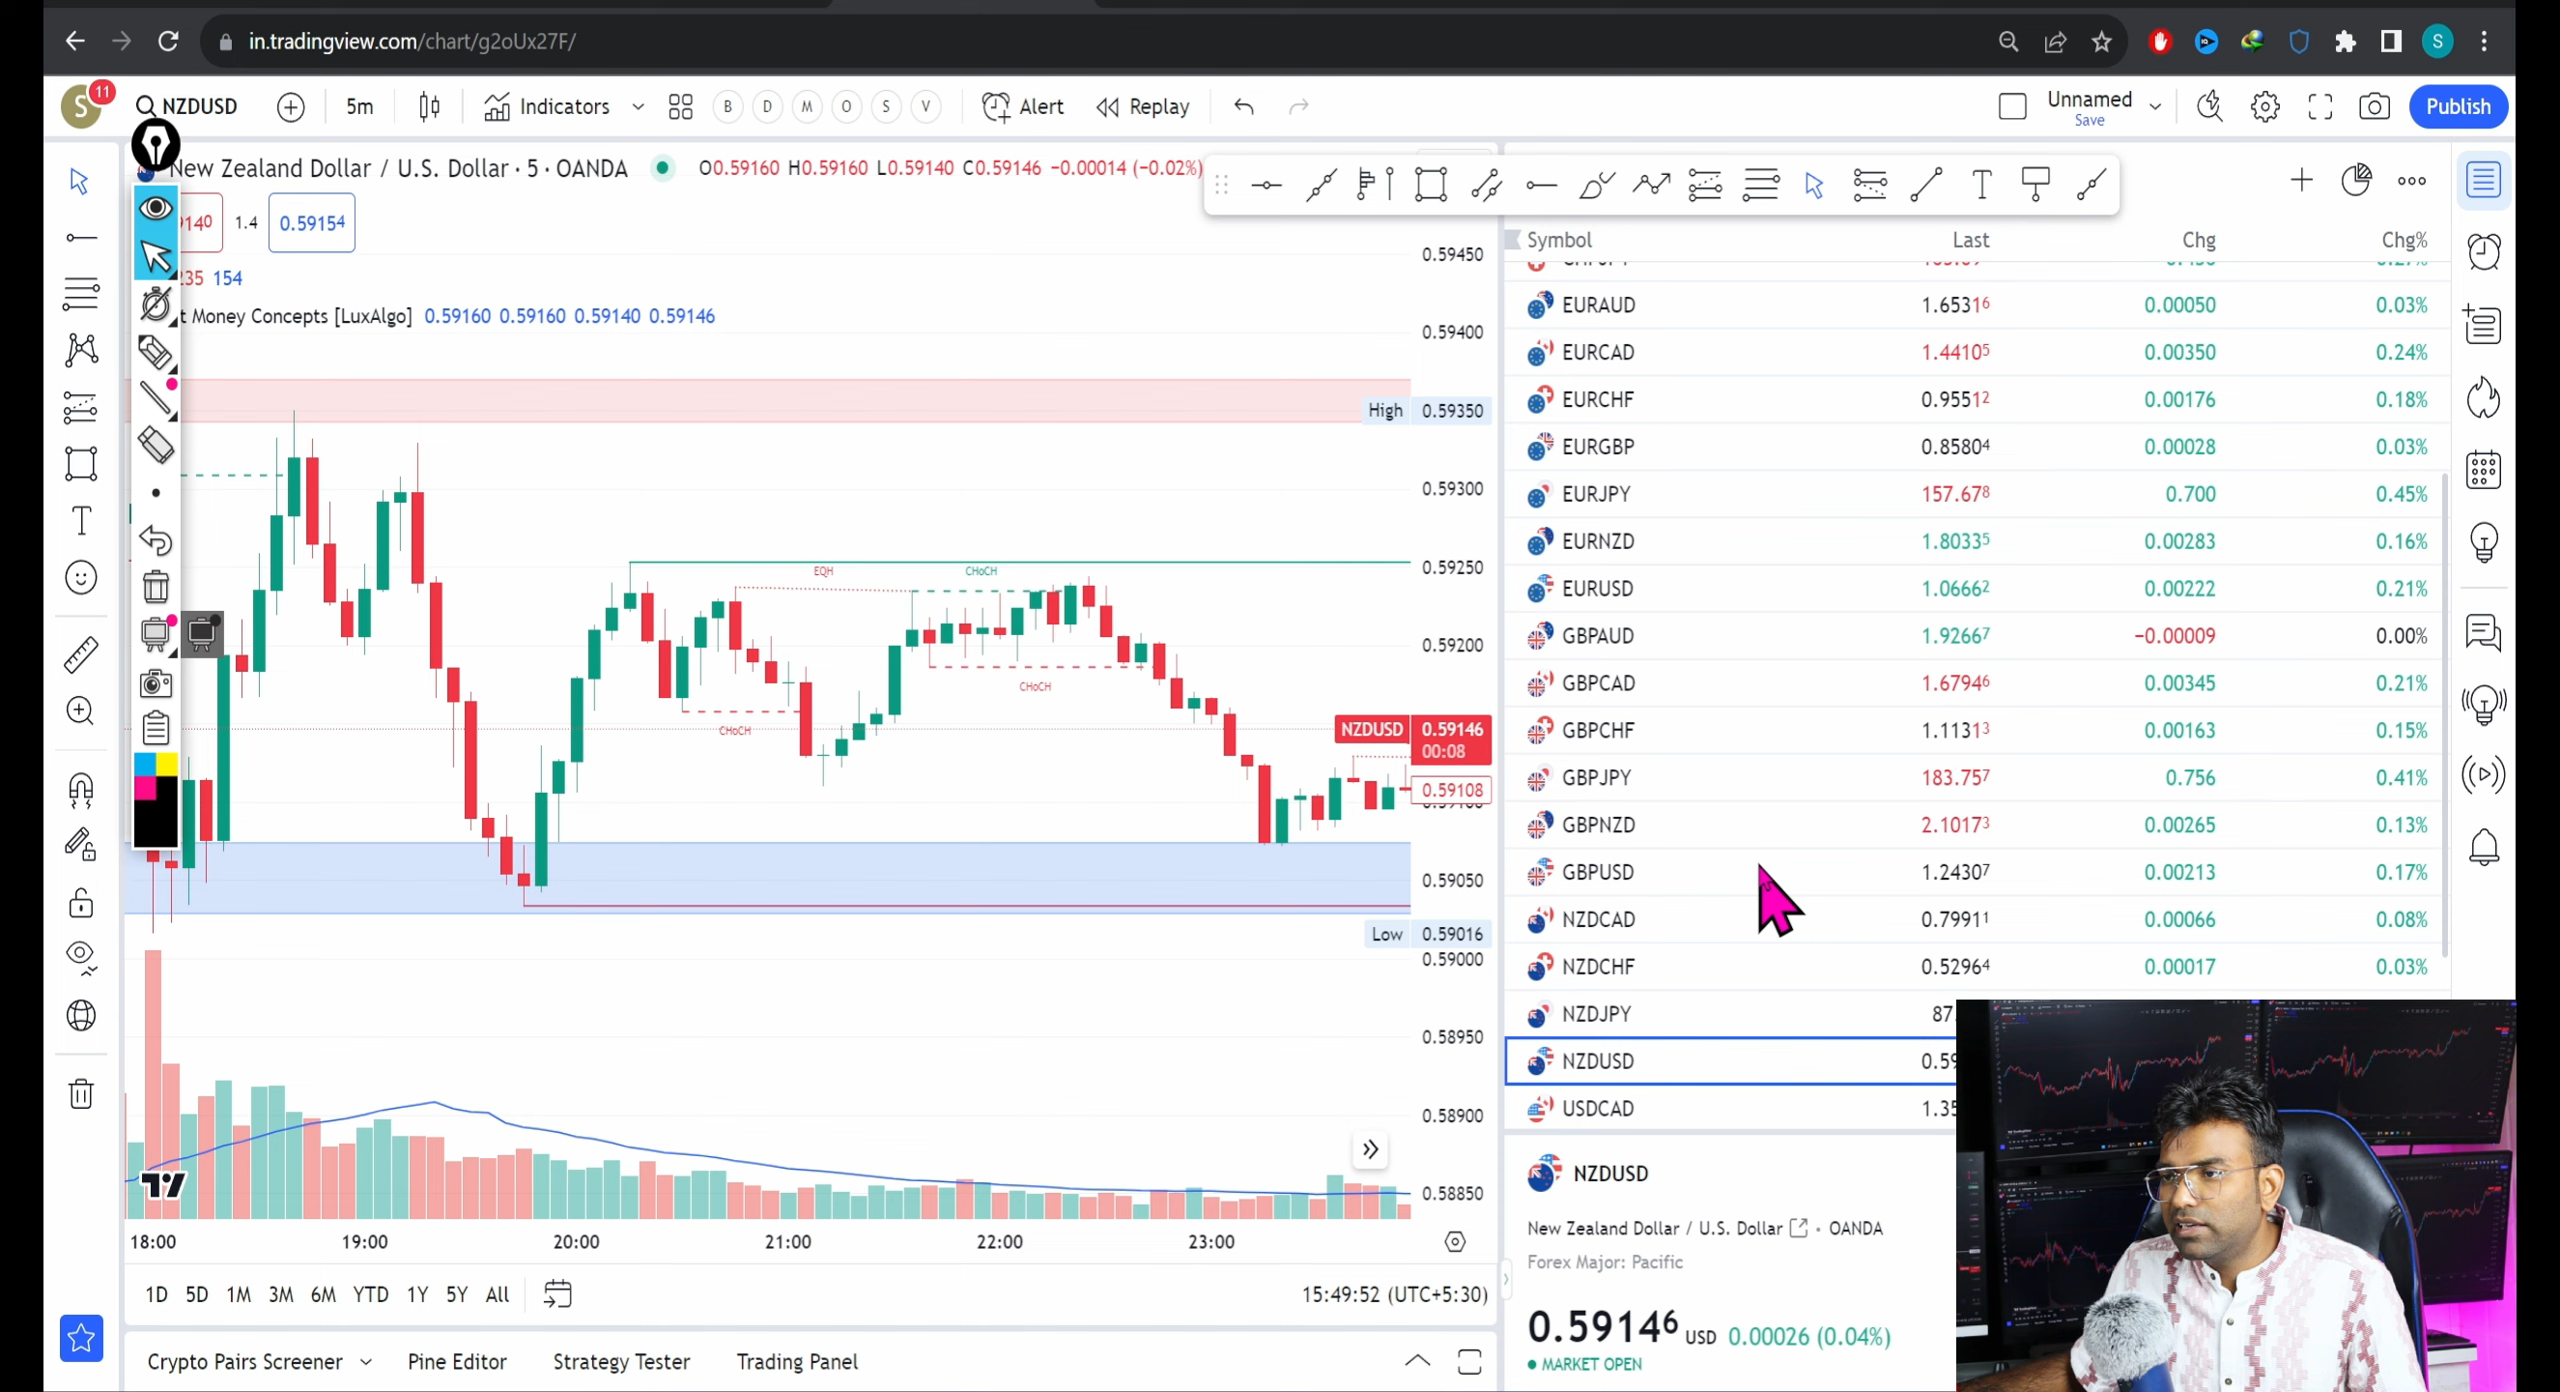 in.tradingview.com/chart/g2oUx27F/
S
S 11 NZDUSD 5m Indicators B D M O S V Alert Replay Unnamed Save Publish
New Zealand Dollar / U.S. Dollar · 5 · OANDA O0.59160 H0.59160 L0.59140 C0.59146 −0.00014 (−0.02%)
9140 1.4 0.59154
235 154
t Money Concepts [LuxAlgo] 0.59160 0.59160 0.59140 0.59146
0.59450
0.59400
High 0.59350
0.59300
0.59250
0.59200
NZDUSD 0.59146
00:08
0.59108
0.59100
0.59050
Low 0.59016
0.59000
0.58950
0.58900
0.58850
EQH
CHoCH
CHoCH
CHoCH
18:00 19:00 20:00 21:00 22:00 23:00
1D 5D 1M 3M 6M YTD 1Y 5Y All 15:49:52 (UTC+5:30)
Crypto Pairs Screener Pine Editor Strategy Tester Trading Panel
Symbol Last Chg Chg%
EURAUD 1.65316 0.00050 0.03%
EURCAD 1.44105 0.00350 0.24%
EURCHF 0.95512 0.00176 0.18%
EURGBP 0.85804 0.00028 0.03%
EURJPY 157.678 0.700 0.45%
EURNZD 1.80335 0.00283 0.16%
EURUSD 1.06662 0.00222 0.21%
GBPAUD 1.92667 −0.00009 0.00%
GBPCAD 1.67946 0.00345 0.21%
GBPCHF 1.11313 0.00163 0.15%
GBPJPY 183.757 0.756 0.41%
GBPNZD 2.10173 0.00265 0.13%
GBPUSD 1.24307 0.00213 0.17%
NZDCAD 0.79911 0.00066 0.08%
NZDCHF 0.52964 0.00017 0.03%
NZDJPY 87
NZDUSD 0.59
USDCAD 1.35
NZDUSD
New Zealand Dollar / U.S. Dollar · OANDA
Forex Major: Pacific
0.59146 USD 0.00026 (0.04%)
MARKET OPEN